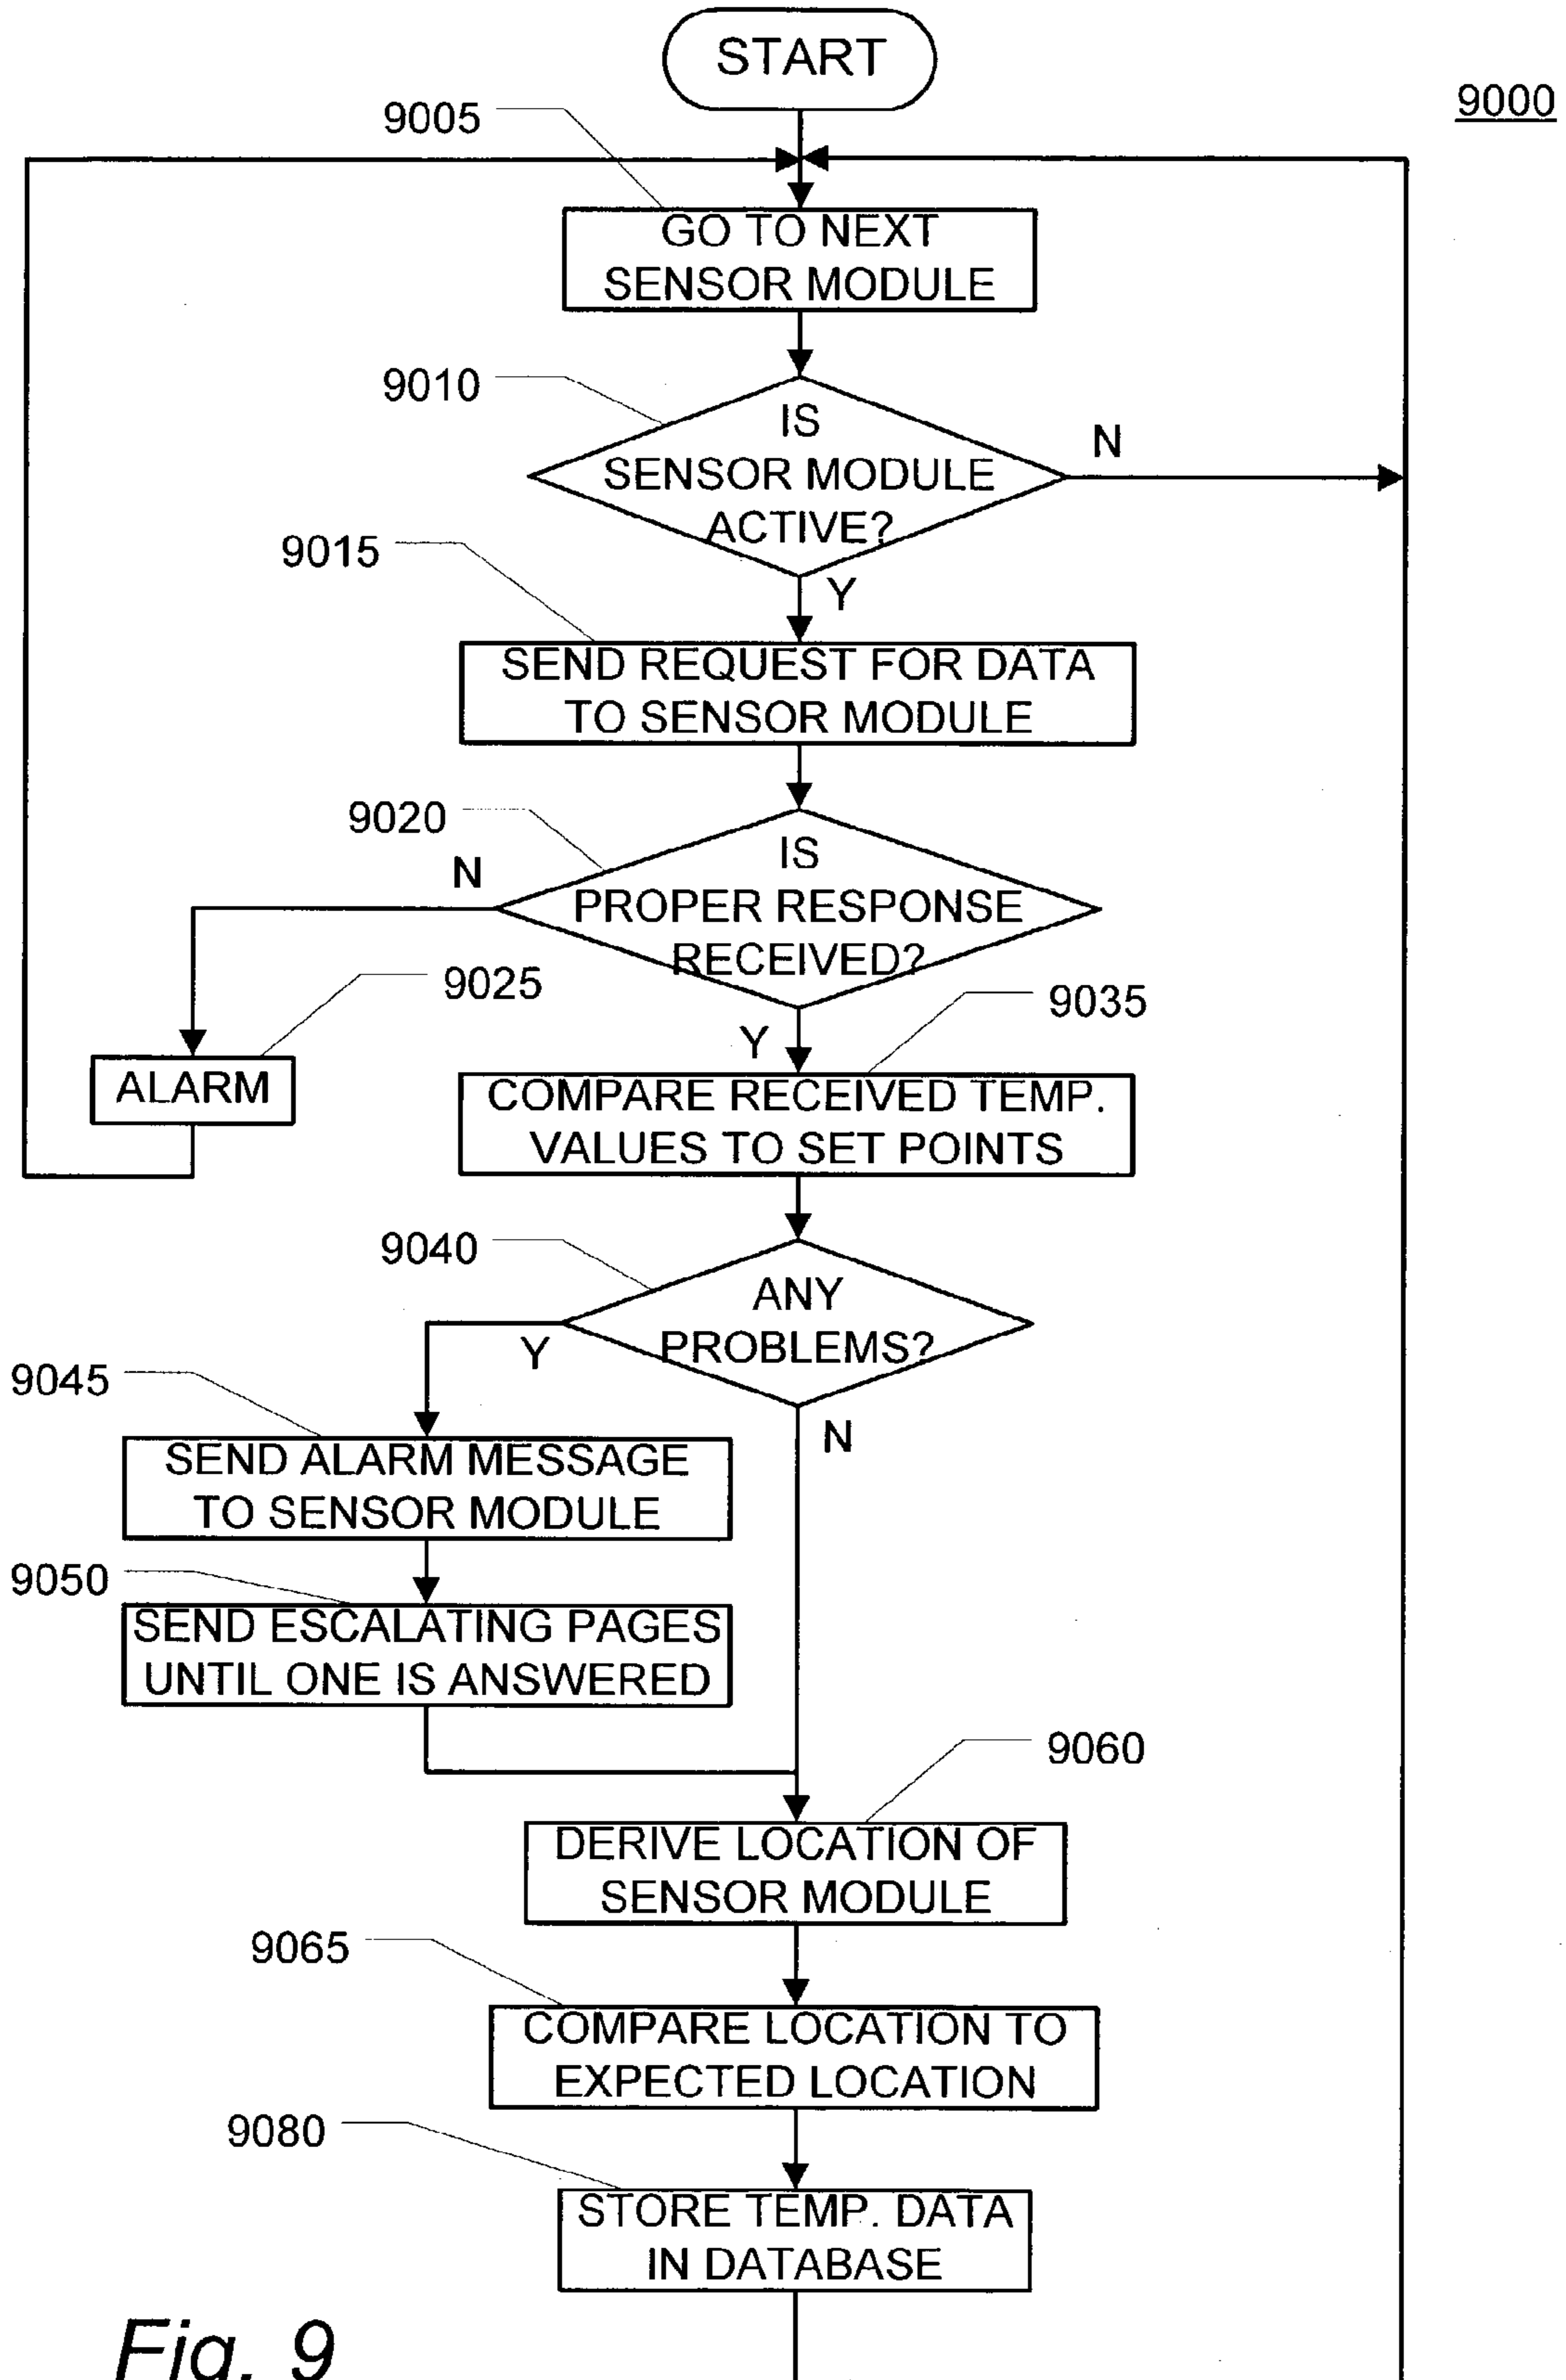 START
9000
9005
GO TO NEXT
SENSOR MODULE
9010
IS
SENSOR MODULE
ACTIVE?
N
Y
9015
SEND REQUEST FOR DATA
TO SENSOR MODULE
9020
IS
PROPER RESPONSE
RECEIVED?
N
Y
9025
ALARM
9035
COMPARE RECEIVED TEMP.
VALUES TO SET POINTS
9040
ANY
PROBLEMS?
Y
N
9045
SEND ALARM MESSAGE
TO SENSOR MODULE
9050
SEND ESCALATING PAGES
UNTIL ONE IS ANSWERED
9060
DERIVE LOCATION OF
SENSOR MODULE
9065
COMPARE LOCATION TO
EXPECTED LOCATION
9080
STORE TEMP. DATA
IN DATABASE
Fig. 9